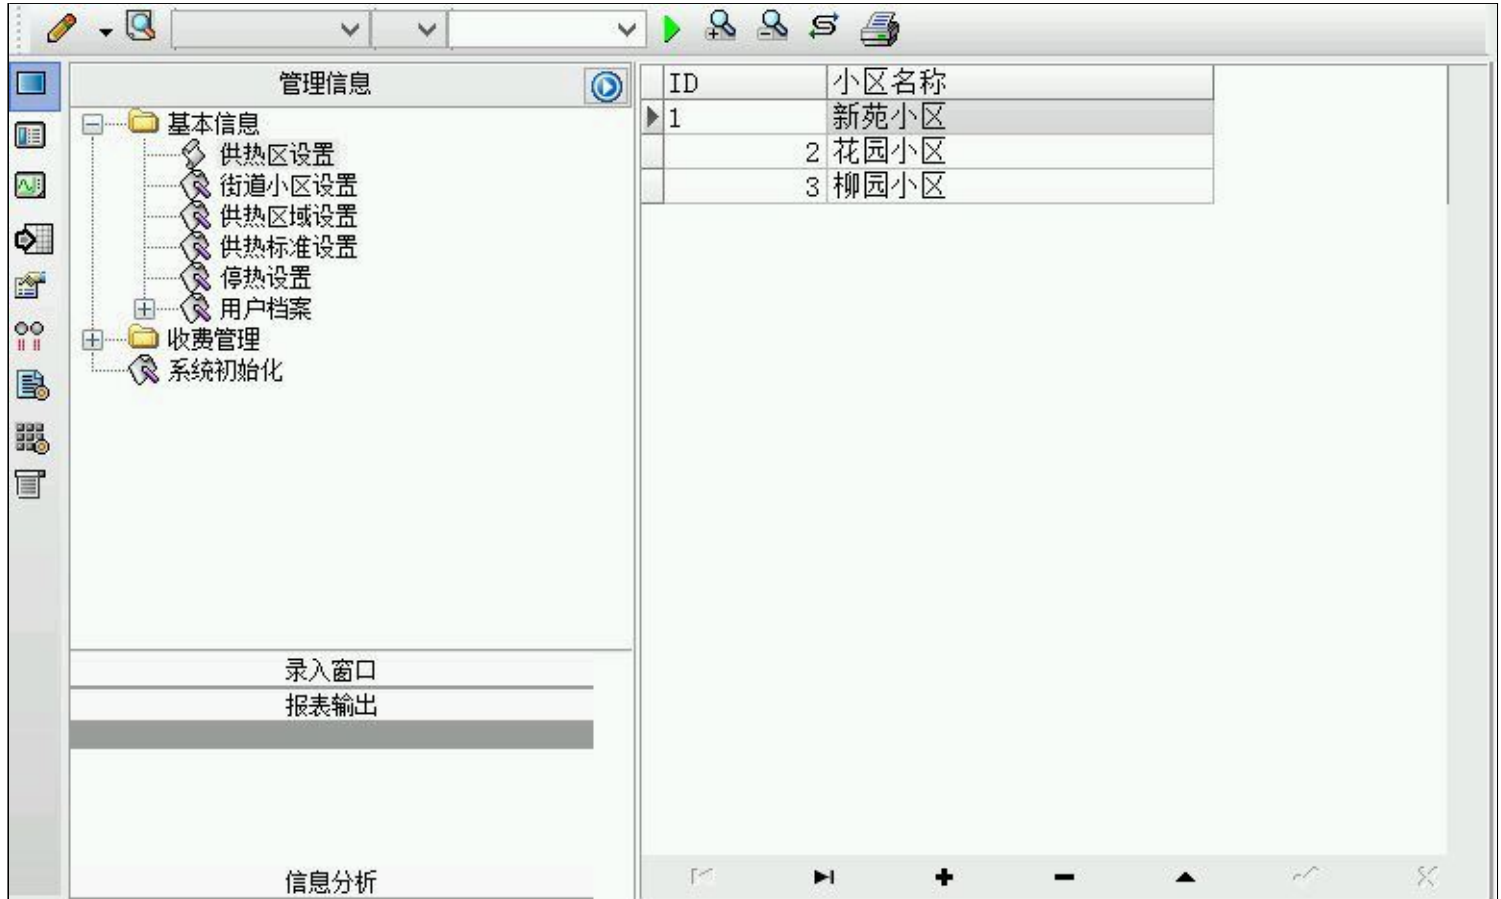 管理信息
基本信息
供热区设置
街道小区设置
供热区域设置
供热标准设置
停热设置
用户档案
收费管理
系统初始化
录入窗口
报表输出
信息分析
ID 小区名称
1 新苑小区
2 花园小区
3 柳园小区